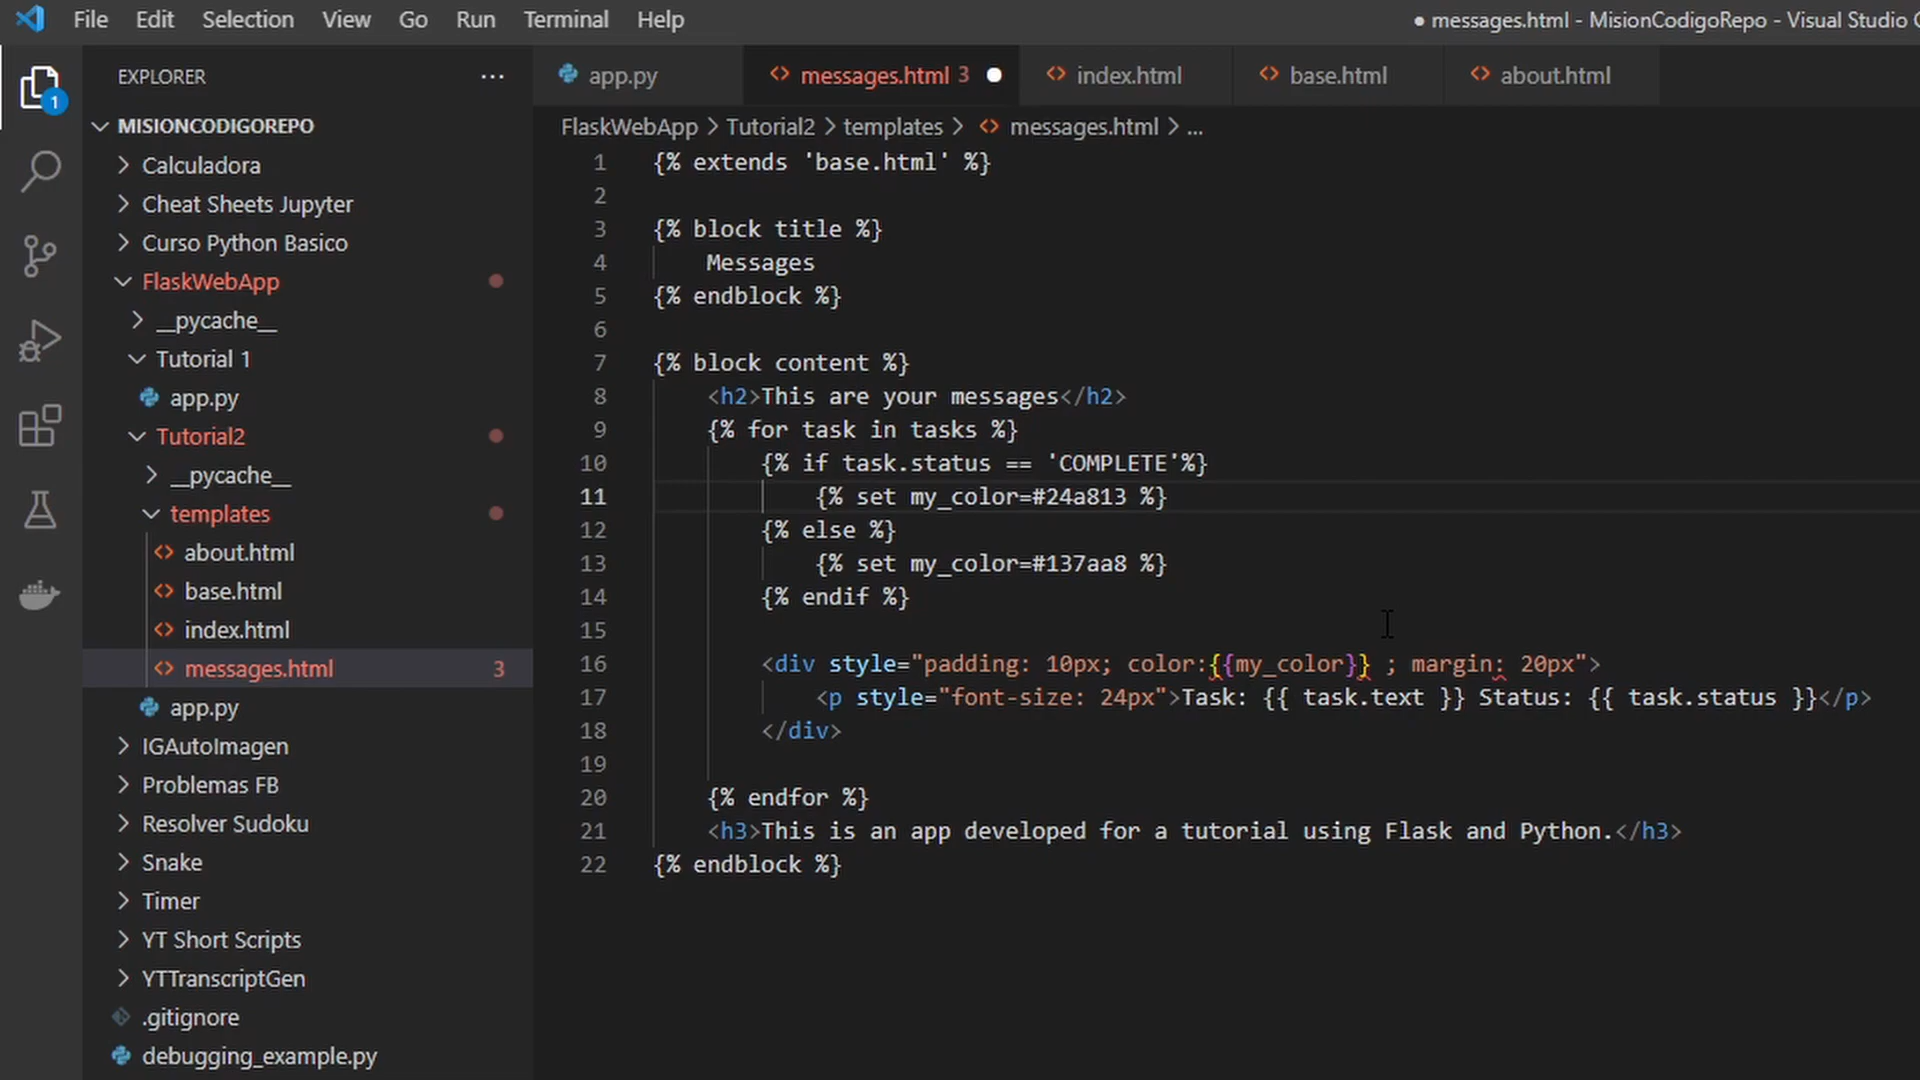 File Edit Selection View Go Run Terminal Help
● messages.html - MisionCodigoRepo - Visual Studio
EXPLORER ...
1
MISIONCODIGOREPO
Calculadora
Cheat Sheets Jupyter
Curso Python Basico
FlaskWebApp
__pycache__
Tutorial 1
app.py
Tutorial2
__pycache__
templates
about.html
base.html
index.html
messages.html 3
app.py
IGAutoImagen
Problemas FB
Resolver Sudoku
Snake
Timer
YT Short Scripts
YTTranscriptGen
.gitignore
debugging_example.py
app.py messages.html 3 index.html base.html about.html
FlaskWebApp > Tutorial2 > templates > messages.html > ...
1 {% extends 'base.html' %}
2
3 {% block title %}
4 Messages
5 {% endblock %}
6
7 {% block content %}
8 <h2>This are your messages</h2>
9 {% for task in tasks %}
10 {% if task.status == 'COMPLETE'%}
11 {% set my_color=#24a813 %}
12 {% else %}
13 {% set my_color=#137aa8 %}
14 {% endif %}
15
16 <div style="padding: 10px; color:{{my_color}} ; margin: 20px">
17 <p style="font-size: 24px">Task: {{ task.text }} Status: {{ task.status }}</p>
18 </div>
19
20 {% endfor %}
21 <h3>This is an app developed for a tutorial using Flask and Python.</h3>
22 {% endblock %}